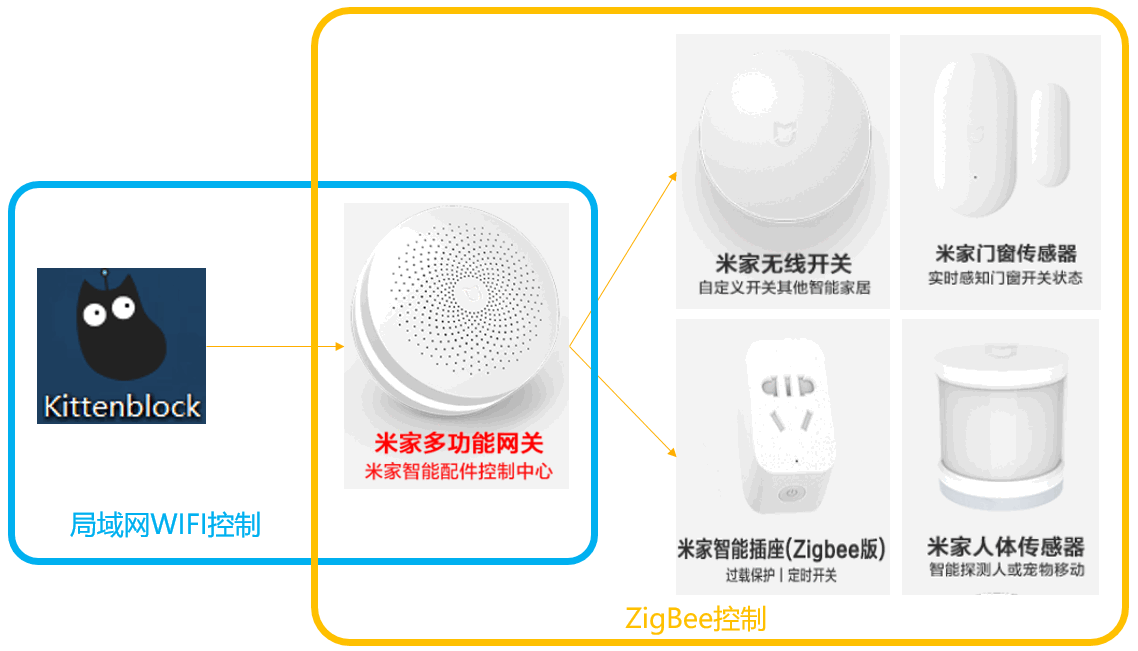 Kittenblock
局域网WIFI控制
米家多功能网关
米家智能配件控制中心
米家无线开关
自定义开关其他智能家居
米家门窗传感器
实时感知门窗开关状态
米家智能插座(Zigbee版)
过载保护丨定时开关
米家人体传感器
智能探测人或宠物移动
ZigBee控制